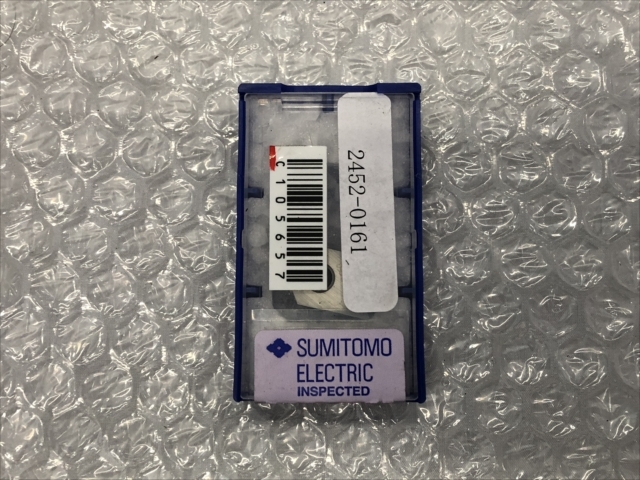 2452-0161
C105657
SUMITOMO
ELECTRIC
INSPECTED